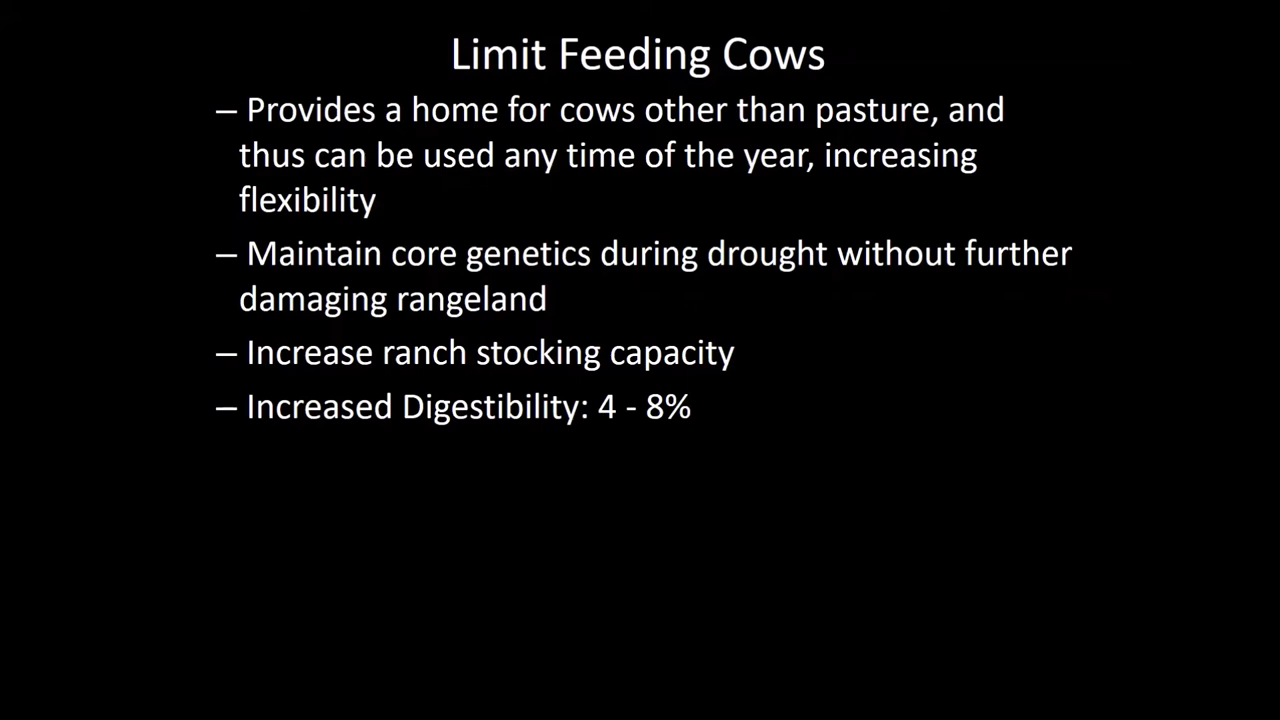 Limit Feeding Cows
– Provides a home for cows other than pasture, and
thus can be used any time of the year, increasing
flexibility
– Maintain core genetics during drought without further
damaging rangeland
– Increase ranch stocking capacity
– Increased Digestibility: 4 - 8%